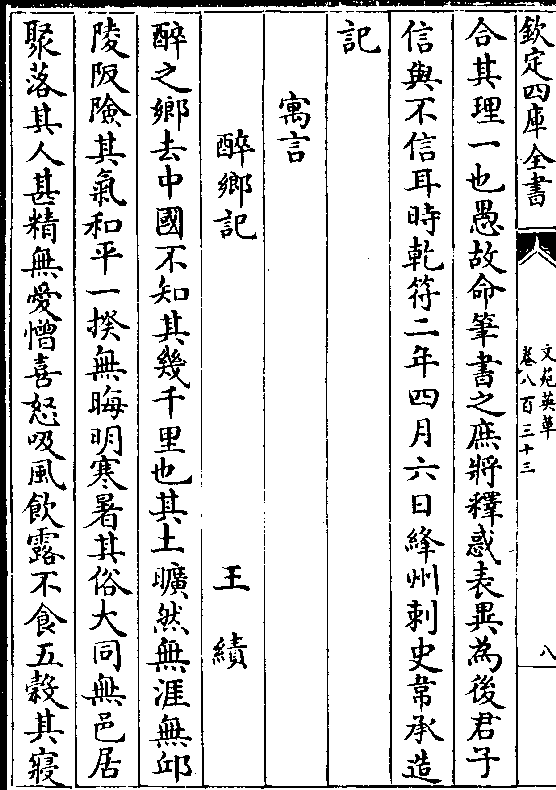 欽定四庫全書
文苑英華
卷八百三十三
八
合其理一也愚故命筆書之庶將釋惑表異為後君子
信與不信耳時乾符二年四月六日絳州刺史韋承造
記
寓言
醉鄉記 王績
醉之鄉去中國不知其幾千里也其土曠然無涯無邱
陵阪險其氣和平一揆無晦明寒暑其俗大同無邑居
聚落其人甚精無愛憎喜怒吸風飲露不食五穀其寢